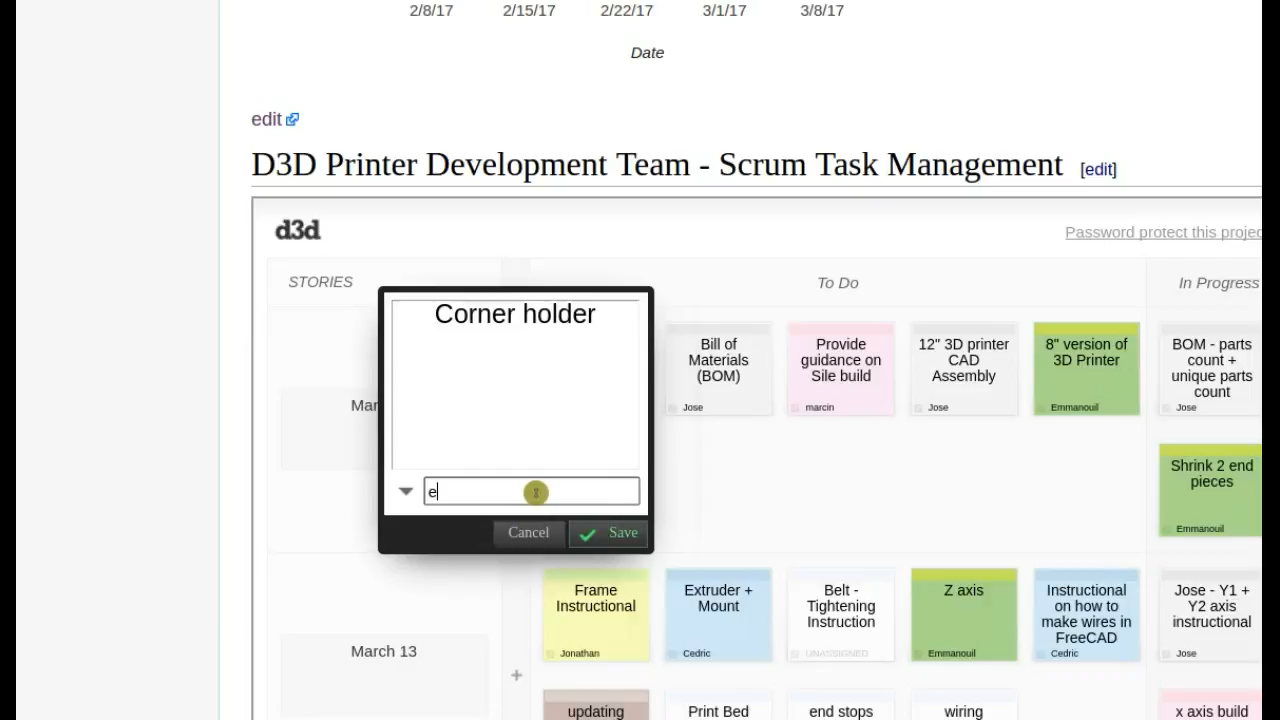 2/8/17 2/15/17 2/22/17 3/1/17 3/8/17
Date
edit
D3D Printer Development Team - Scrum Task Management [edit]
d3d
Password protect this projec
STORIES
To Do
In Progress
Corner holder
e
Cancel
Save
Mar
Bill of
Materials
(BOM)
Jose
Provide
guidance on
Sile build
marcin
12" 3D printer
CAD
Assembly
Jose
8" version of
3D Printer
Emmanouil
BOM - parts
count +
unique parts
count
Jose
Shrink 2 end
pieces
Emmanouil
March 13
+
Frame
Instructional
Jonathan
Extruder +
Mount
Cedric
Belt -
Tightening
Instruction
UNASSIGNED
Z axis
Emmanouil
Instructional
on how to
make wires in
FreeCAD
Cedric
Jose - Y1 +
Y2 axis
instructional
Jose
updating
Print Bed
end stops
wiring
x axis build